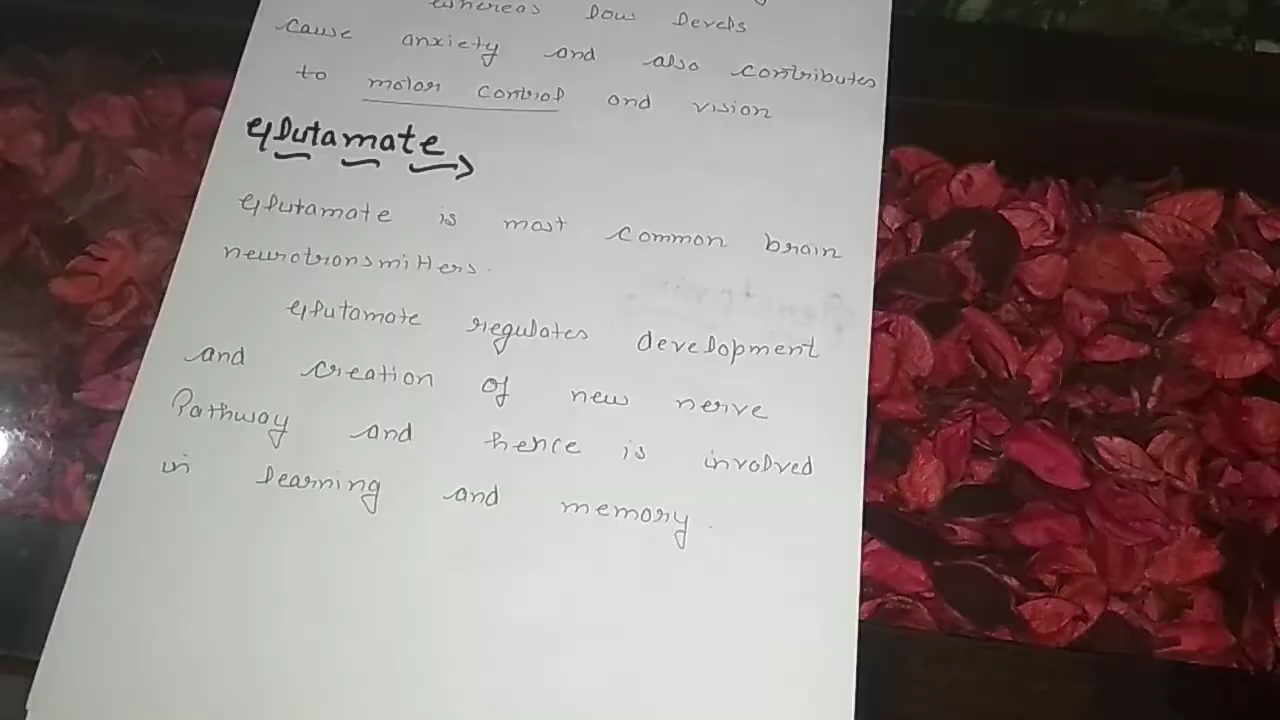 whereas low levels
cause anxiety and also contributes
to motor control and vision
Glutamate
Glutamate is most common brain
neurotransmitters.
Glutamate regulates development
and creation of new nerve
Pathway and hence is involved
in learning and memory.